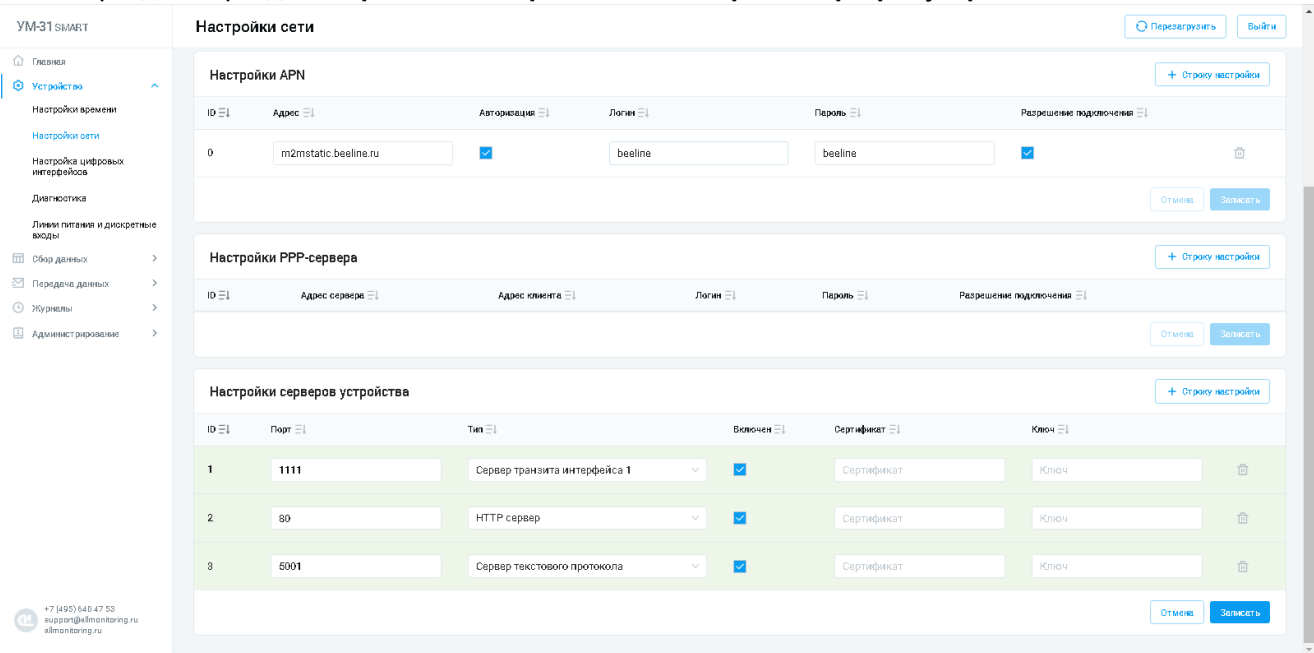 УМ-31 SMART
Настройки сети
Перезагрузить
Выйти
Главная
Устройство
Настройки времени
Настройки сети
Настройка цифровых
интерфейсов
Диагностика
Линии питания и дискретные
входы
Сбор данных
Передача данных
Журналы
Администрирование
+7 (495) 640 47 53
support@allmonitoring.ru
allmonitoring.ru
Настройки APN
+ Строку настройки
ID Адрес Авторизация Логин Пароль Разрешение подключения
0 m2mstatic.beeline.ru beeline beeline
Отмена Записать
Настройки PPP-сервера
+ Строку настройки
ID Адрес сервера Адрес клиента Логин Пароль Разрешение подключения
Отмена Записать
Настройки серверов устройства
+ Строку настройки
ID Порт Тип Включен Сертификат Ключ
1 1111 Сервер транзита интерфейса 1 Сертификат Ключ
2 80 HTTP сервер Сертификат Ключ
3 5001 Сервер текстового протокола Сертификат Ключ
Отмена Записать